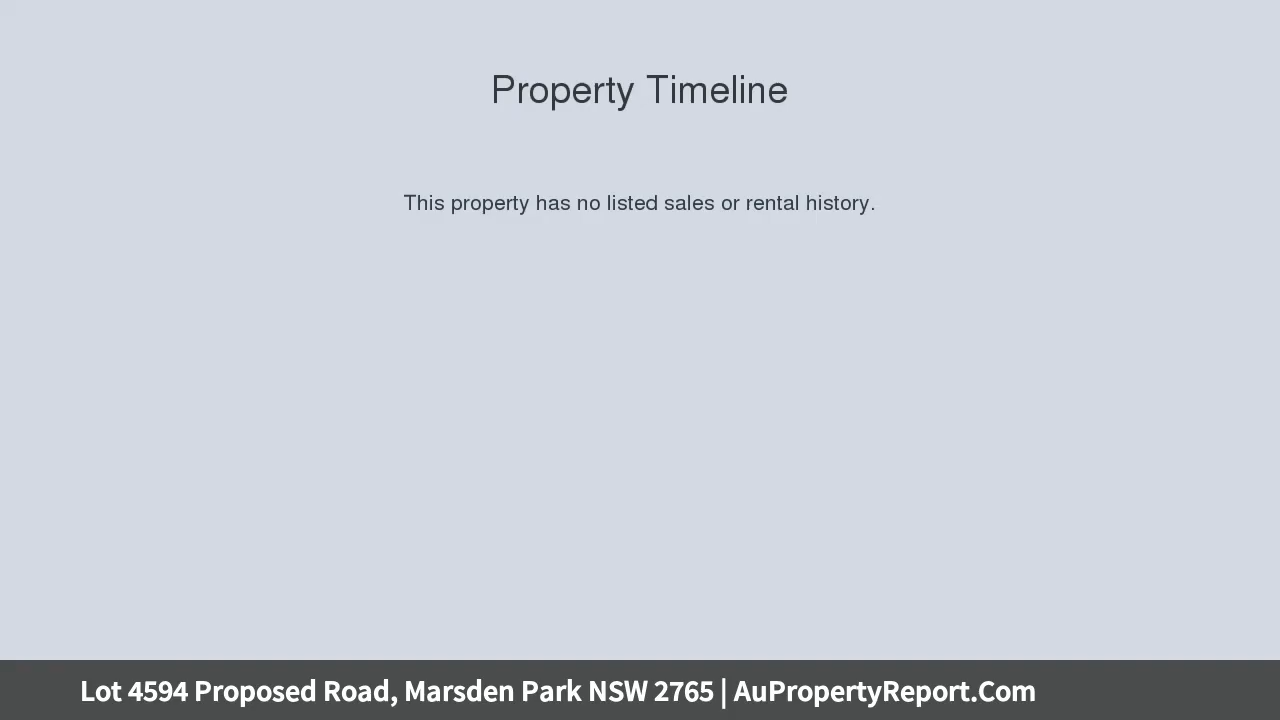 Property Timeline
This property has no listed sales or rental history.
Lot 4594 Proposed Road, Marsden Park NSW 2765 | AuPropertyReport.Com